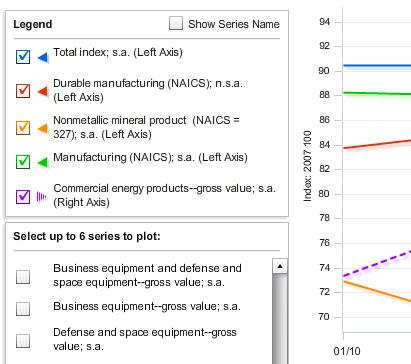 Legend
Show Series Name
Total index; s.a. (Left Axis)
Durable manufacturing (NAICS); n.s.a.
(Left Axis)
Nonmetallic mineral product (NAICS =
327); s.a. (Left Axis)
Manufacturing (NAICS); s.a. (Left Axis)
Commercial energy products--gross value; s.a.
(Right Axis)
Select up to 6 series to plot:
Business equipment and defense and
space equipment--gross value; s.a.
Business equipment--gross value; s.a.
Defense and space equipment--gross
value; s.a.
Index: 2007 100
94
92
90
88
86
84
82
80
78
76
74
72
70
01/10